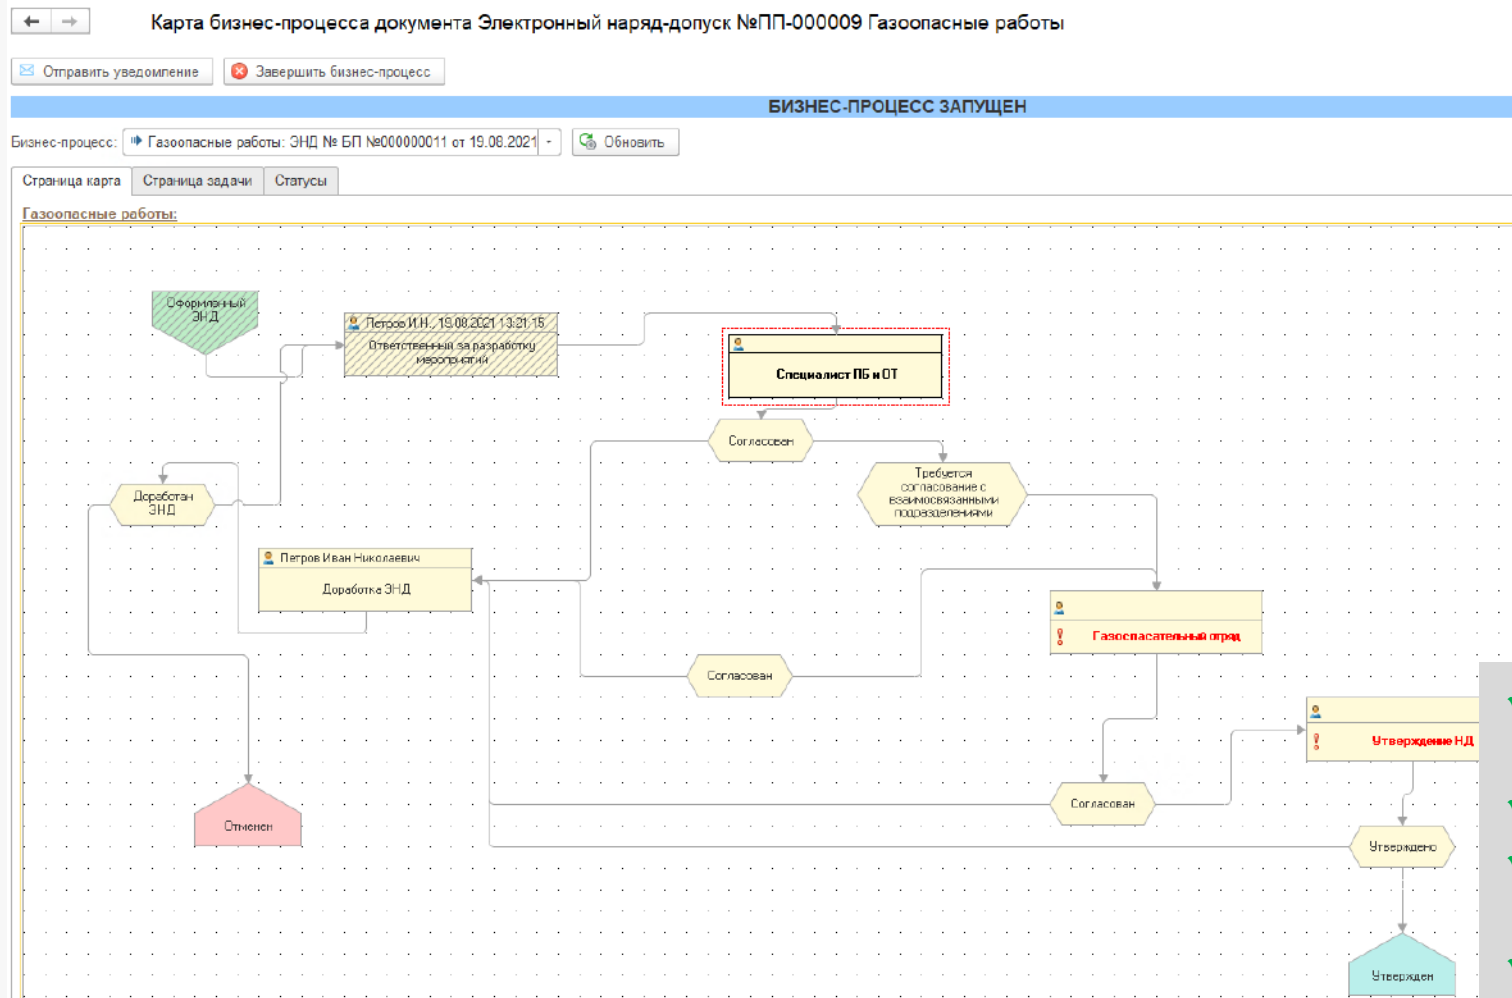 Карта бизнес-процесса документа Электронный наряд-допуск №ПП-000009 Газоопасные работы
Отправить уведомление
Завершить бизнес-процесс
БИЗНЕС-ПРОЦЕСС ЗАПУЩЕН
Бизнес-процесс:
Газоопасные работы: ЭНД № БП №000000011 от 19.08.2021
Обновить
Страница карта
Страница задачи
Статусы
Газоопасные работы:
Оформленный
ЭНД
Петров И.Н., 19.08.2021 13:21:15
Ответственный за разработку
мероприятий
Специалист ПБ и ОТ
Согласован
Требуется
согласование с
взаимосвязанными
подразделениями
Доработан
ЭНД
Петров Иван Николаевич
Доработка ЭНД
Газоспасательный отряд
Согласован
Утверждение НД
Согласован
Отменен
Утверждено
Утвержден